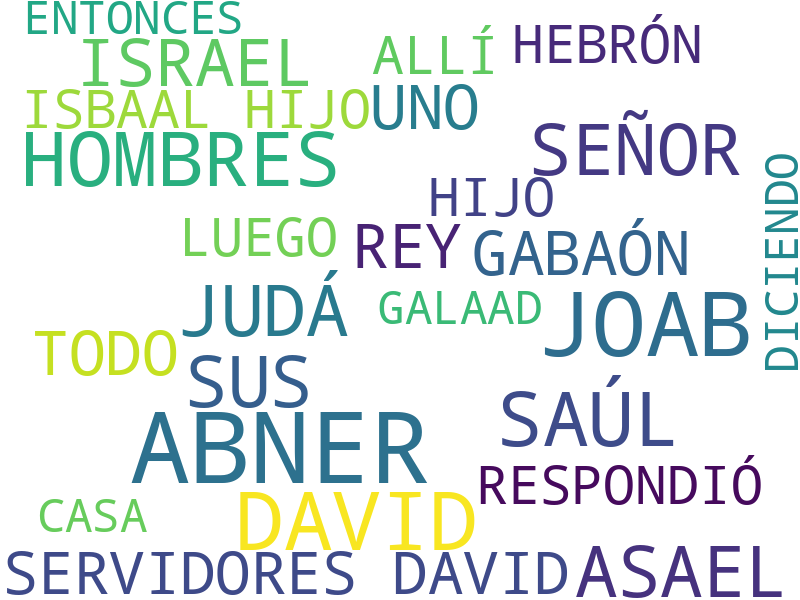 ENTONCES
ISRAEL
ALLÍ
HEBRÓN
ISBAAL HIJO
UNO
HOMBRES
SEÑOR
HIJO
DICIENDO
LUEGO
REY
GABAÓN
JUDÁ
GALAAD
JOAB
TODO
SUS
SAÚL
ABNER
RESPONDIÓ
CASA
DAVID
SERVIDORES DAVID
ASAEL